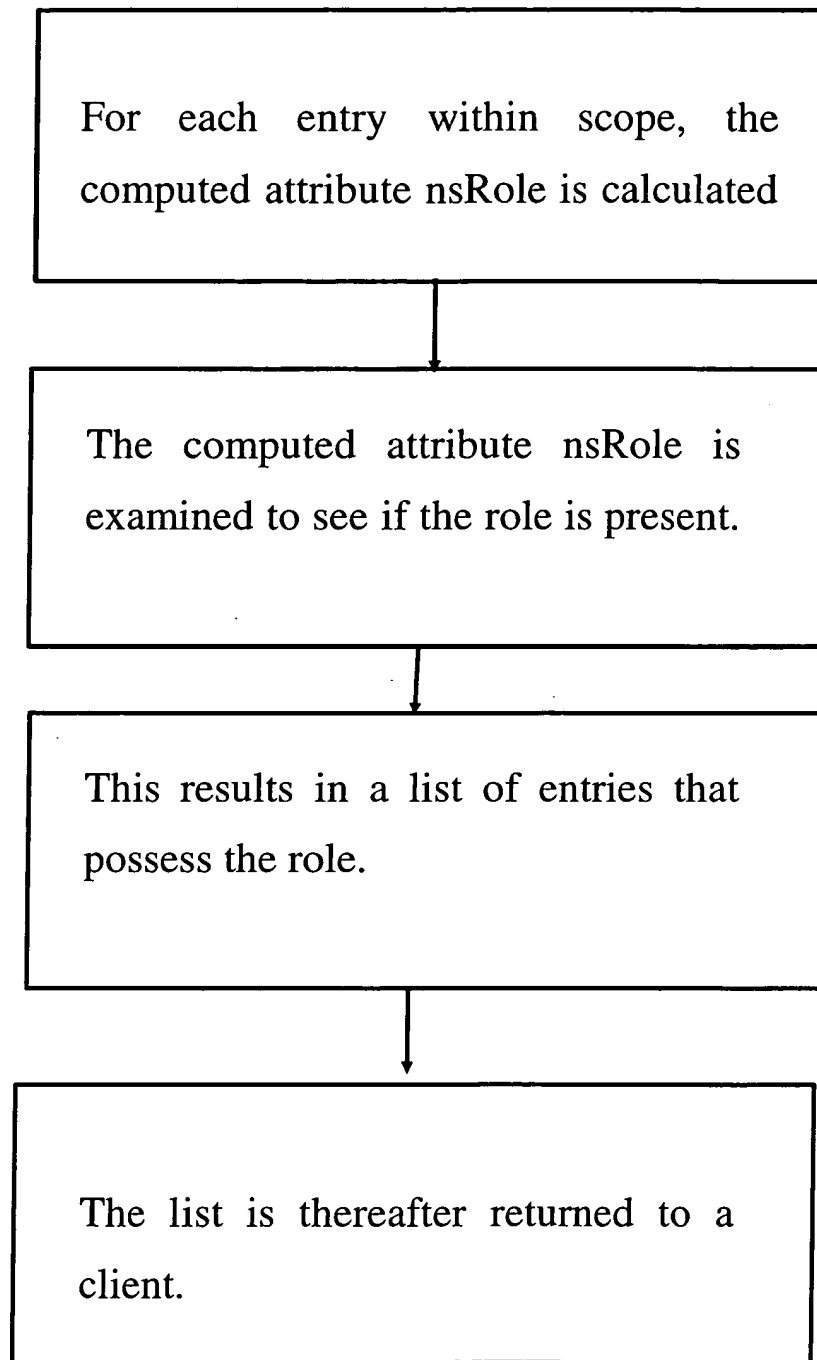 For each entry within scope, the
computed attribute nsRole is calculated
The computed attribute nsRole is
examined to see if the role is present.
This results in a list of entries that
possess the role.
The list is thereafter returned to a
client.